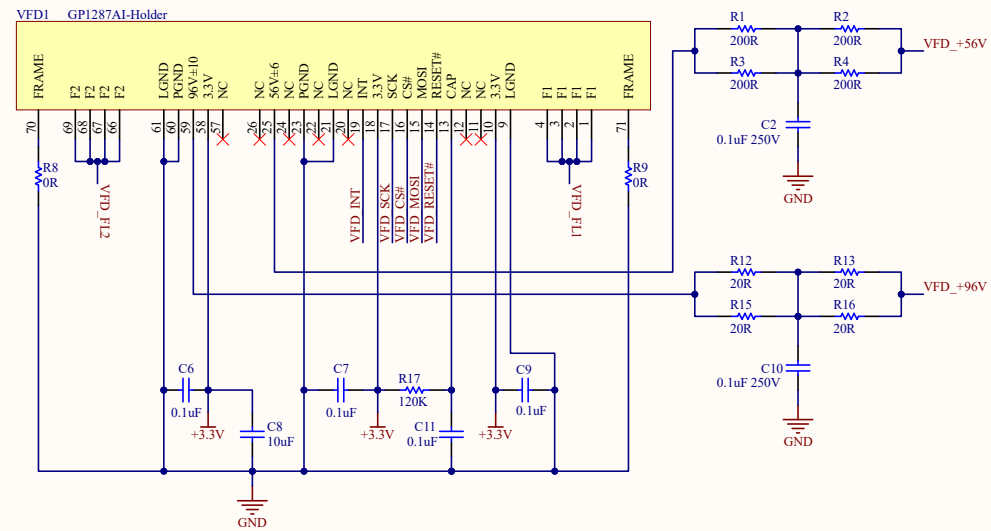 VFD1 GP1287AI-Holder
FRAME
F2
F2
F2
F2
LGND
PGND
96V±10
3.3V
NC
NC
56V±6
NC
PGND
NC
LGND
NC
INT
3.3V
SCK
CS#
MOSI
RESET#
CAP
NC
NC
3.3V
LGND
F1
F1
F1
F1
FRAME
70
69
68
67
66
61
60
59
58
57
26
25
24
23
22
21
20
19
18
17
16
15
14
13
12
11
10
9
4
3
2
1
71
R8
0R
VFD_FL2
VFD_INT
VFD_SCK
VFD_CS#
VFD_MOSI
VFD_RESET#
VFD_FL1
R9
0R
R1
200R
R2
200R
R3
200R
R4
200R
VFD_+56V
C2
0.1uF 250V
GND
R12
20R
R13
20R
R15
20R
R16
20R
VFD_+96V
C10
0.1uF 250V
GND
C6
0.1uF
+3.3V
C8
10uF
C7
0.1uF
+3.3V
R17
120K
C11
0.1uF
+3.3V
C9
0.1uF
GND